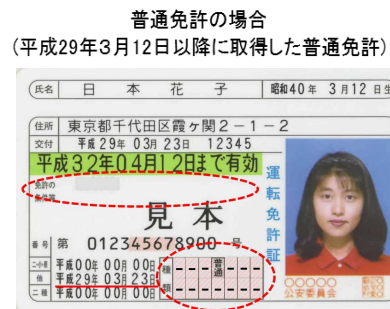 普通免許の場合
(平成29年3月12日以降に取得した普通免許)
氏名 日本花子 昭和40年 3月12日生
住所 東京都千代田区霞ヶ関2-1-2
交付 平成29年 03月 23日 12345
平成32年04月12日まで有効
免許の
条件等
見本
番号 第 012345678900 号
二・小・原 平成00年 00月 00日
他 平成29年 03月 23日
二種 平成00年 00月 00日
種類 - - - 普通 - - -
- - - - - - -
運転免許証
00000
公安委員会